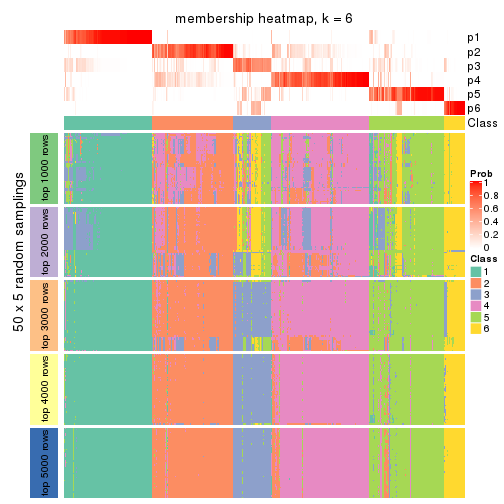 membership heatmap, k = 6
p1
p2
p3
p4
p5
p6
Class
50 x 5 random samplings
top 1000 rows
top 2000 rows
top 3000 rows
top 4000 rows
top 5000 rows
Prob
1
0.8
0.6
0.4
0.2
0
Class
1
2
3
4
5
6